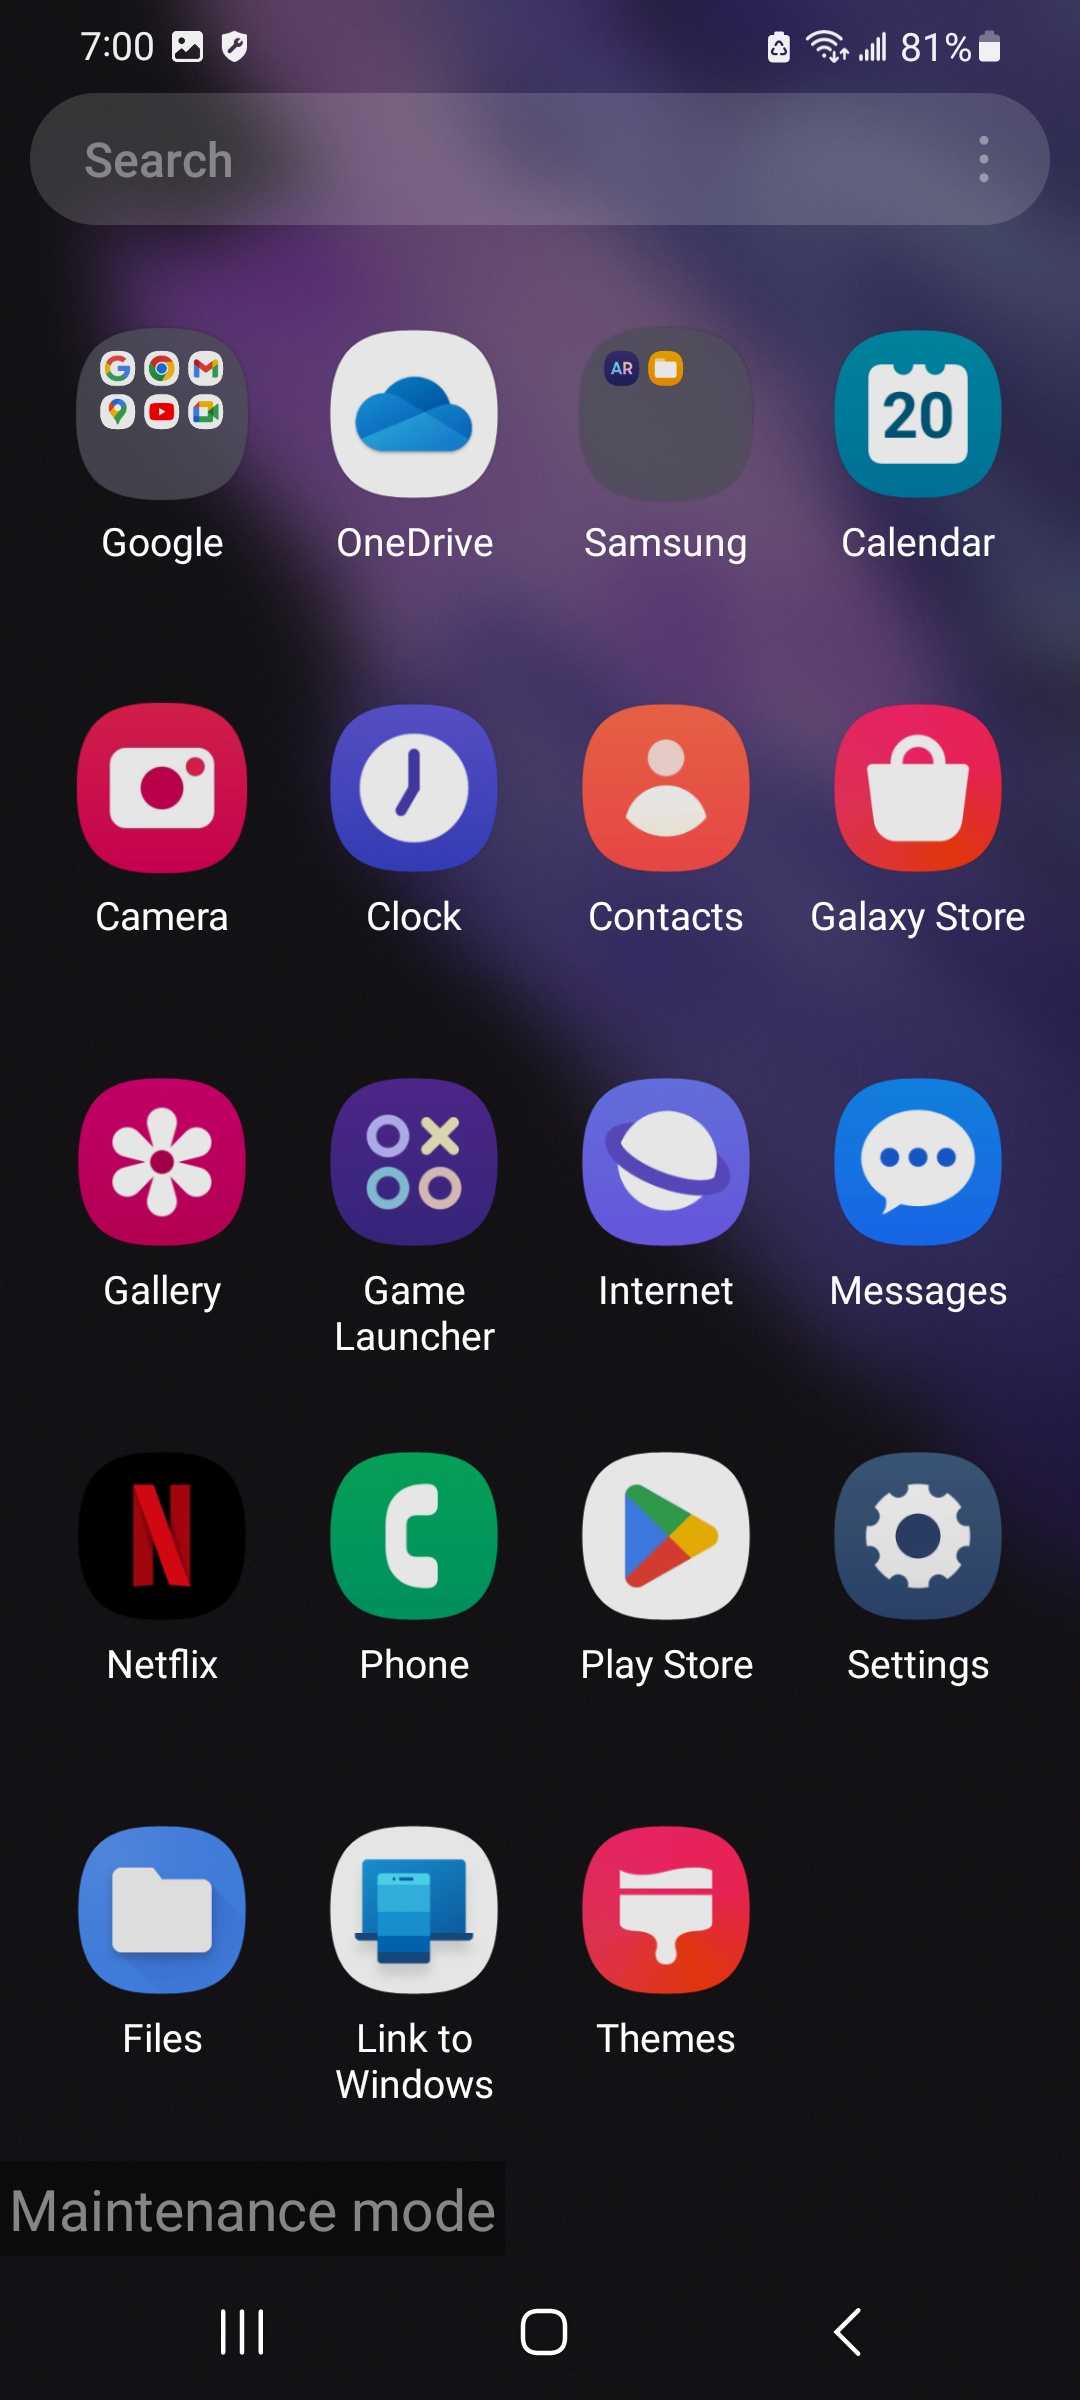 7:00 81%
Search
AR
20
Google OneDrive Samsung Calendar
Camera Clock Contacts Galaxy Store
Gallery Game Internet Messages
Launcher
N
Netflix Phone Play Store Settings
Files Link to Themes
Windows
Maintenance mode